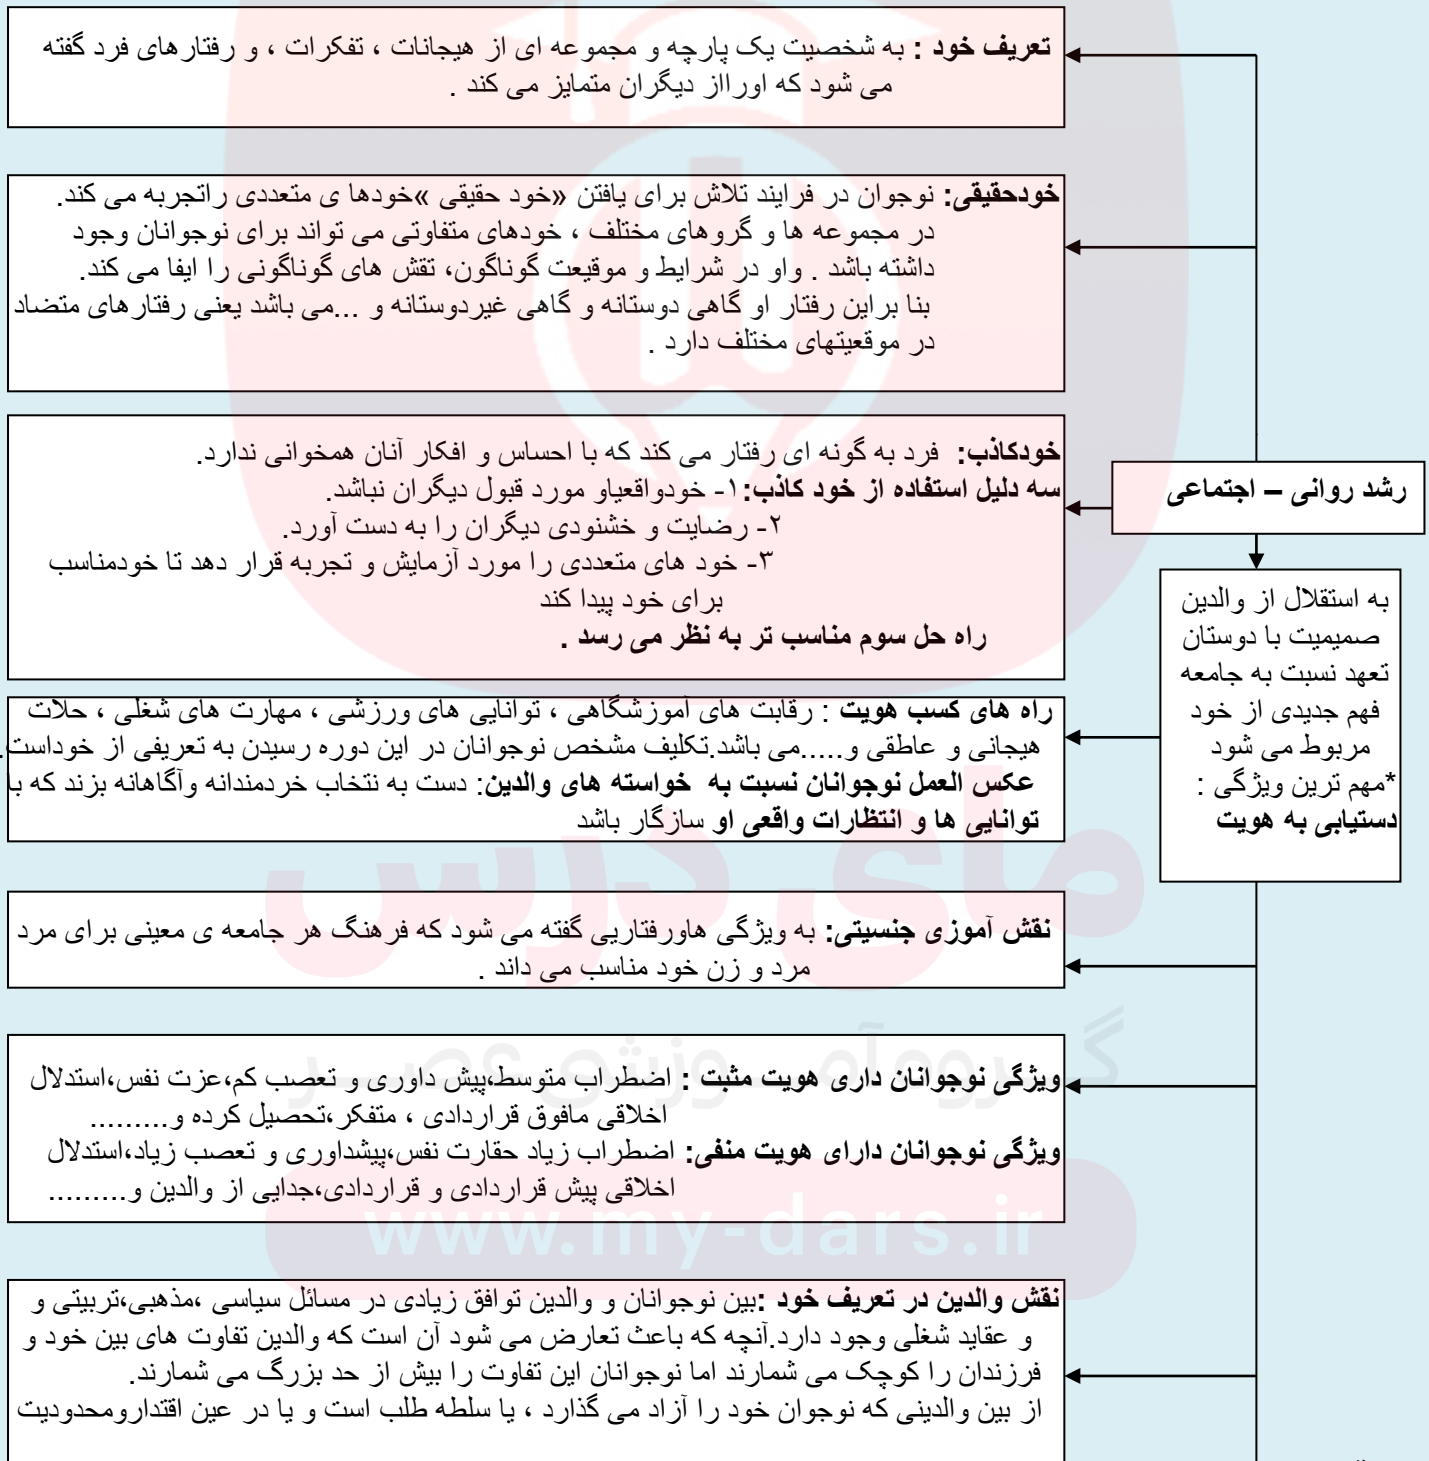 تعریف خود : به شخصیت یک پارچه و مجموعه ای از هیجانات ، تفکرات ، و رفتارهای فرد گفته
می شود که اورااز دیگران متمایز می کند .
خودحقیقی: نوجوان در فرایند تلاش برای یافتن «خود حقیقی »خودها ی متعددی راتجربه می کند.
در مجموعه ها و گروهای مختلف ، خودهای متفاوتی می تواند برای نوجوانان وجود
داشته باشد . واو در شرایط و موقیعت گوناگون، تقش های گوناگونی را ایفا می کند.
بنا براین رفتار او گاهی دوستانه و گاهی غیردوستانه و ...می باشد یعنی رفتارهای متضاد
در موقعیتهای مختلف دارد .
خودکاذب: فرد به گونه ای رفتار می کند که با احساس و افکار آنان همخوانی ندارد.
سه دلیل استفاده از خود کاذب: ۱- خودواقعیاو مورد قبول دیگران نباشد.
۲- رضایت و خشنودی دیگران را به دست آورد.
۳- خود های متعددی را مورد آزمایش و تجربه قرار دهد تا خودمناسب
برای خود پیدا کند
راه حل سوم مناسب تر به نظر می رسد .
رشد روانی – اجتماعی
به استقلال از والدین
صمیمیت با دوستان
تعهد نسبت به جامعه
فهم جدیدی از خود
مربوط می شود
*مهم ترین ویژگی :
دستیابی به هویت
راه های کسب هویت : رقابت های آموزشگاهی ، توانایی های ورزشی ، مهارت های شغلی ، حلات
هیجانی و عاطقی و.....می باشد.تکلیف مشخص نوجوانان در این دوره رسیدن به تعریفی از خوداست.
عکس العمل نوجوانان نسبت به خواسته های والدین: دست به نتخاب خردمندانه وآگاهانه بزند که با
توانایی ها و انتظارات واقعی او سازگار باشد
نقش آموزی جنسیتی: به ویژگی هاورفتاریی گفته می شود که فرهنگ هر جامعه ی معینی برای مرد
مرد و زن خود مناسب می داند .
ویژگی نوجوانان داری هویت مثبت : اضطراب متوسط،پیش داوری و تعصب کم،عزت نفس،استدلال
اخلاقی مافوق قراردادی ، متفکر،تحصیل کرده و.........
ویژگی نوجوانان دارای هویت منفی: اضطراب زیاد حقارت نفس،پیشداوری و تعصب زیاد،استدلال
اخلاقی پیش قراردادی و قراردادی،جدایی از والدین و.........
نقش والدین در تعریف خود :بین نوجوانان و والدین توافق زیادی در مسائل سیاسی ،مذهبی،تربیتی و
و عقاید شغلی وجود دارد.آنچه که باعث تعارض می شود آن است که والدین تفاوت های بین خود و
فرزندان را کوچک می شمارند اما نوجوانان این تفاوت را بیش از حد بزرگ می شمارند.
از بین والدینی که نوجوان خود را آزاد می گذارد ، یا سلطه طلب است و یا در عین اقتدارومحدودیت
مای درس
گروه آموزشی عصر
www.my-dars.ir